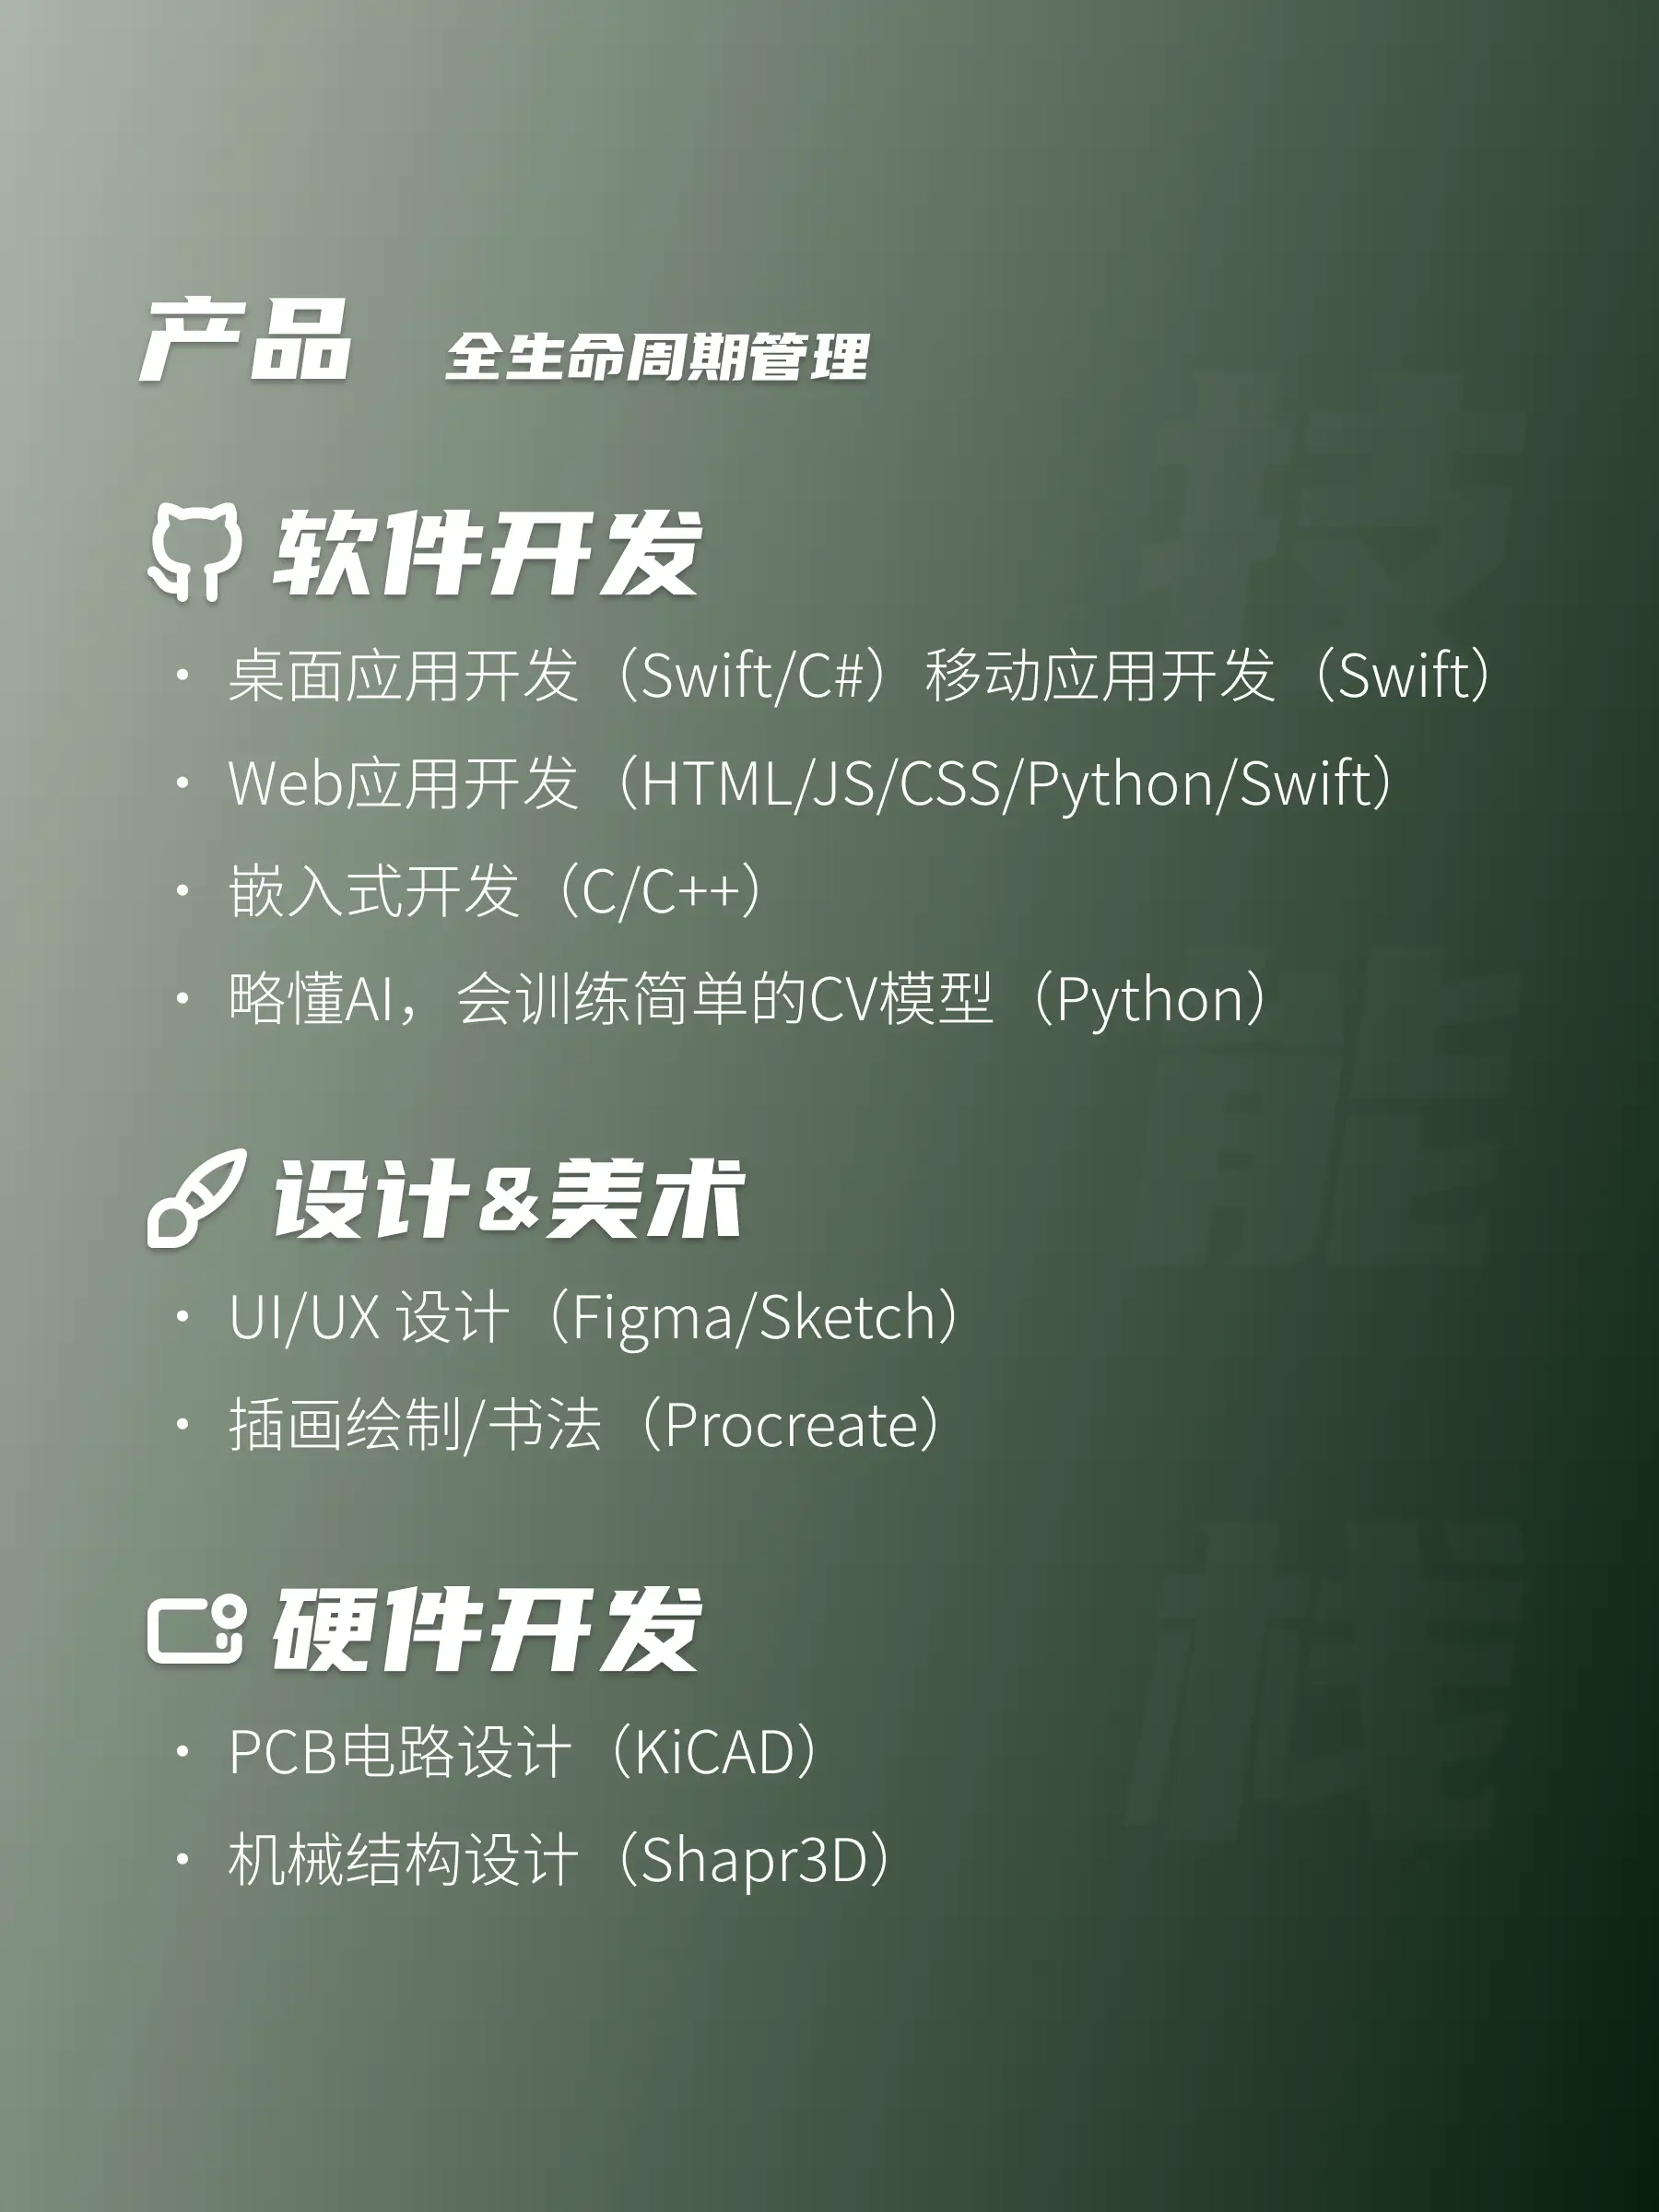 产品 全生命周期管理
软件开发
· 桌面应用开发（Swift/C#） 移动应用开发（Swift）
· Web应用开发（HTML/JS/CSS/Python/Swift）
· 嵌入式开发（C/C++）
· 略懂AI，会训练简单的CV模型（Python）
设计&美术
· UI/UX 设计（Figma/Sketch）
· 插画绘制/书法（Procreate）
硬件开发
· PCB电路设计（KiCAD）
· 机械结构设计（Shapr3D）
技
能
栈